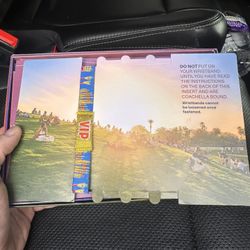 DO NOT PUT ON
YOUR WRISTBAND
UNTIL YOU HAVE READ
THE INSTRUCTIONS
ON THE BACK OF THIS
INSERT AND ARE
COACHELLA BOUND.
Wristbands cannot
be loosened once
fastened.
VIP